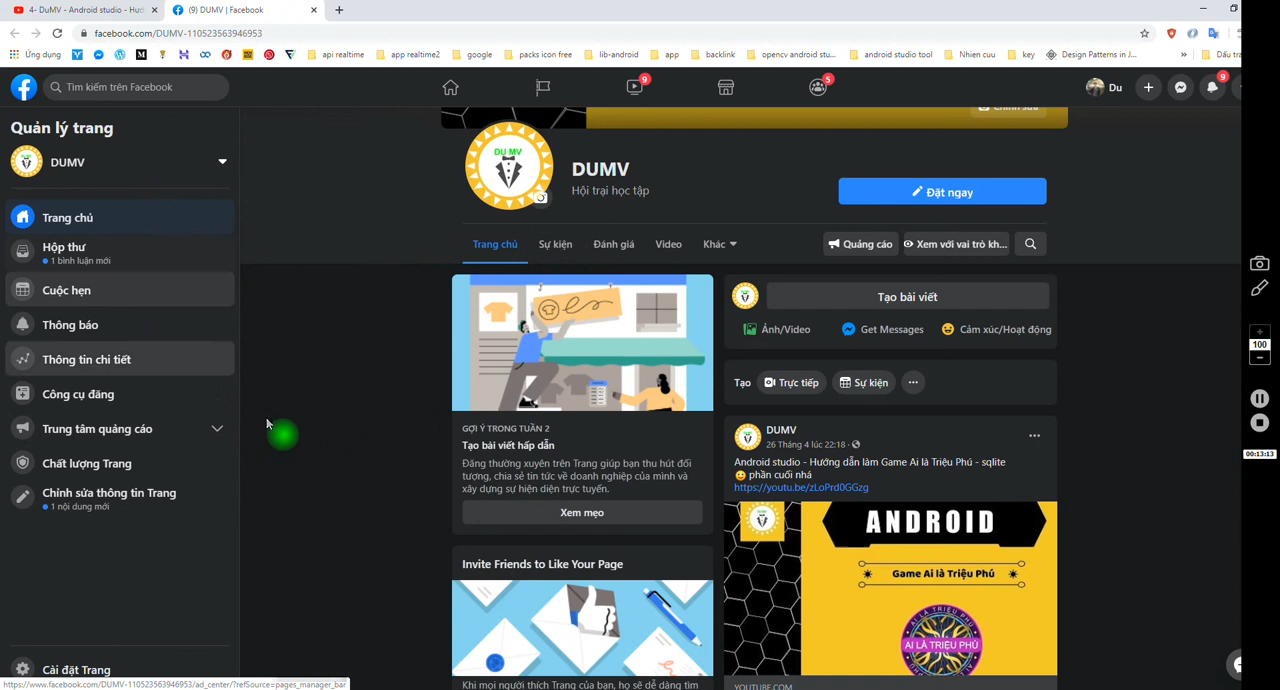 4- DuMV - Android studio - Hướ
(9) DUMV | Facebook
facebook.com/DUMV-110523563946953
Ứng dụng
api realtime
app realtime2
google
packs icon free
lib-android
app
backlink
opencv android stu...
android studio tool
Nhien cuu
key
Design Patterns in J...
»
Dấu tra
Tìm kiếm trên Facebook
9
5
Du
9
Quản lý trang
DUMV
Trang chủ
Hộp thư
1 bình luận mới
Cuộc hẹn
Thông báo
Thông tin chi tiết
Công cụ đăng
Trung tâm quảng cáo
Chất lượng Trang
Chỉnh sửa thông tin Trang
1 nội dung mới
Cài đặt Trang
https://www.facebook.com/DUMV-110523563946953/ad_center/?refSource=pages_manager_bar
Chỉnh sửa
DU MV
DUMV
Hội trại học tập
Đặt ngay
Trang chủ
Sự kiện
Đánh giá
Video
Khác
Quảng cáo
Xem với vai trò kh...
GỢI Ý TRONG TUẦN 2
Tạo bài viết hấp dẫn
Đăng thường xuyên trên Trang giúp bạn thu hút đối
tượng, chia sẻ tin tức về doanh nghiệp của mình và
xây dựng sự hiện diện trực tuyến.
Xem mẹo
Invite Friends to Like Your Page
Khi mọi người thích Trang của bạn, họ sẽ dễ dàng tìm
Tạo bài viết
Ảnh/Video
Get Messages
Cảm xúc/Hoạt động
Tạo
Trực tiếp
Sự kiện
DUMV
26 Tháng 4 lúc 22:18 ·
Android studio - Hướng dẫn làm Game Ai là Triệu Phú - sqlite
phần cuối nhá
https://youtu.be/zLoPrd0GGzg
ANDROID
Game Ai là Triệu Phú
AI LÀ TRIỆU PHÚ
YOUTUBE.COM
100
00:13:13